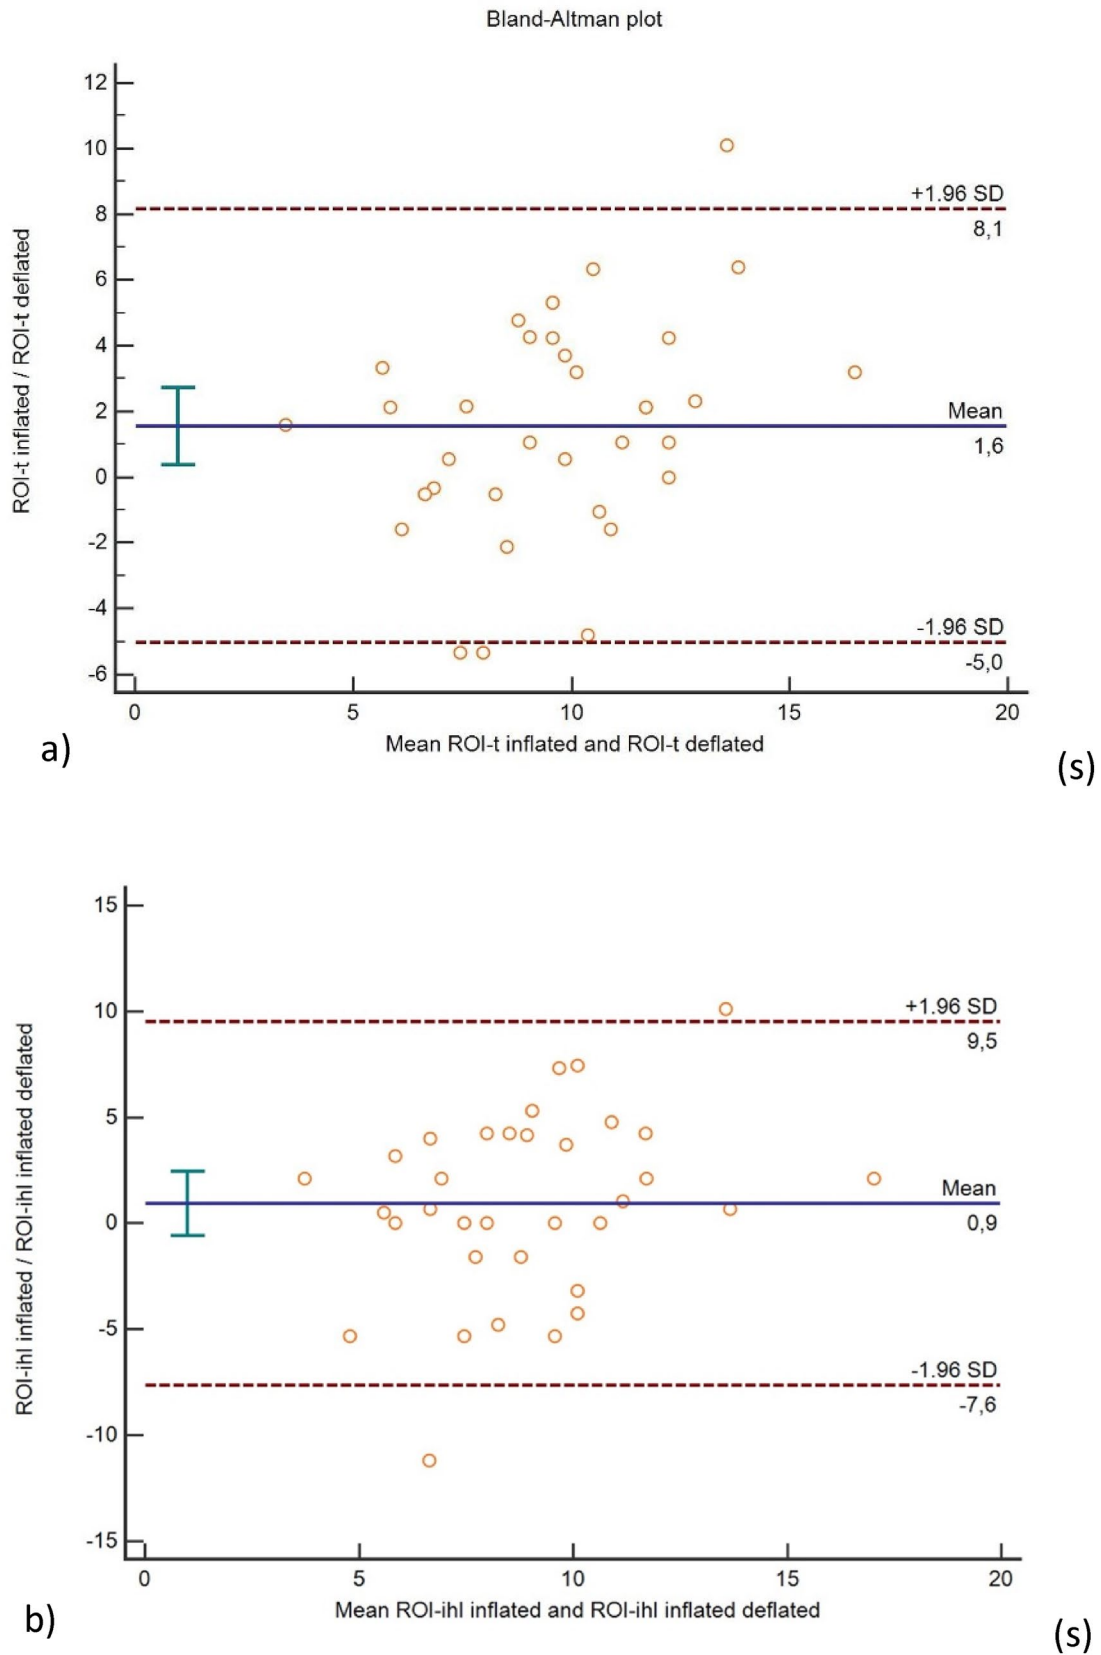 Bland-Altman plot
12
10
8
6
4
2
0
-2
-4
-6
+1.96 SD
8,1
Mean
1,6
-1.96 SD
-5,0
ROI-t inflated / ROI-t deflated
0 5 10 15 20
Mean ROI-t inflated and ROI-t deflated
a)
(s)
15
10
5
0
-5
-10
-15
+1.96 SD
9,5
Mean
0,9
-1.96 SD
-7,6
ROI-ihl inflated / ROI-ihl inflated deflated
0 5 10 15 20
Mean ROI-ihl inflated and ROI-ihl inflated deflated
b)
(s)